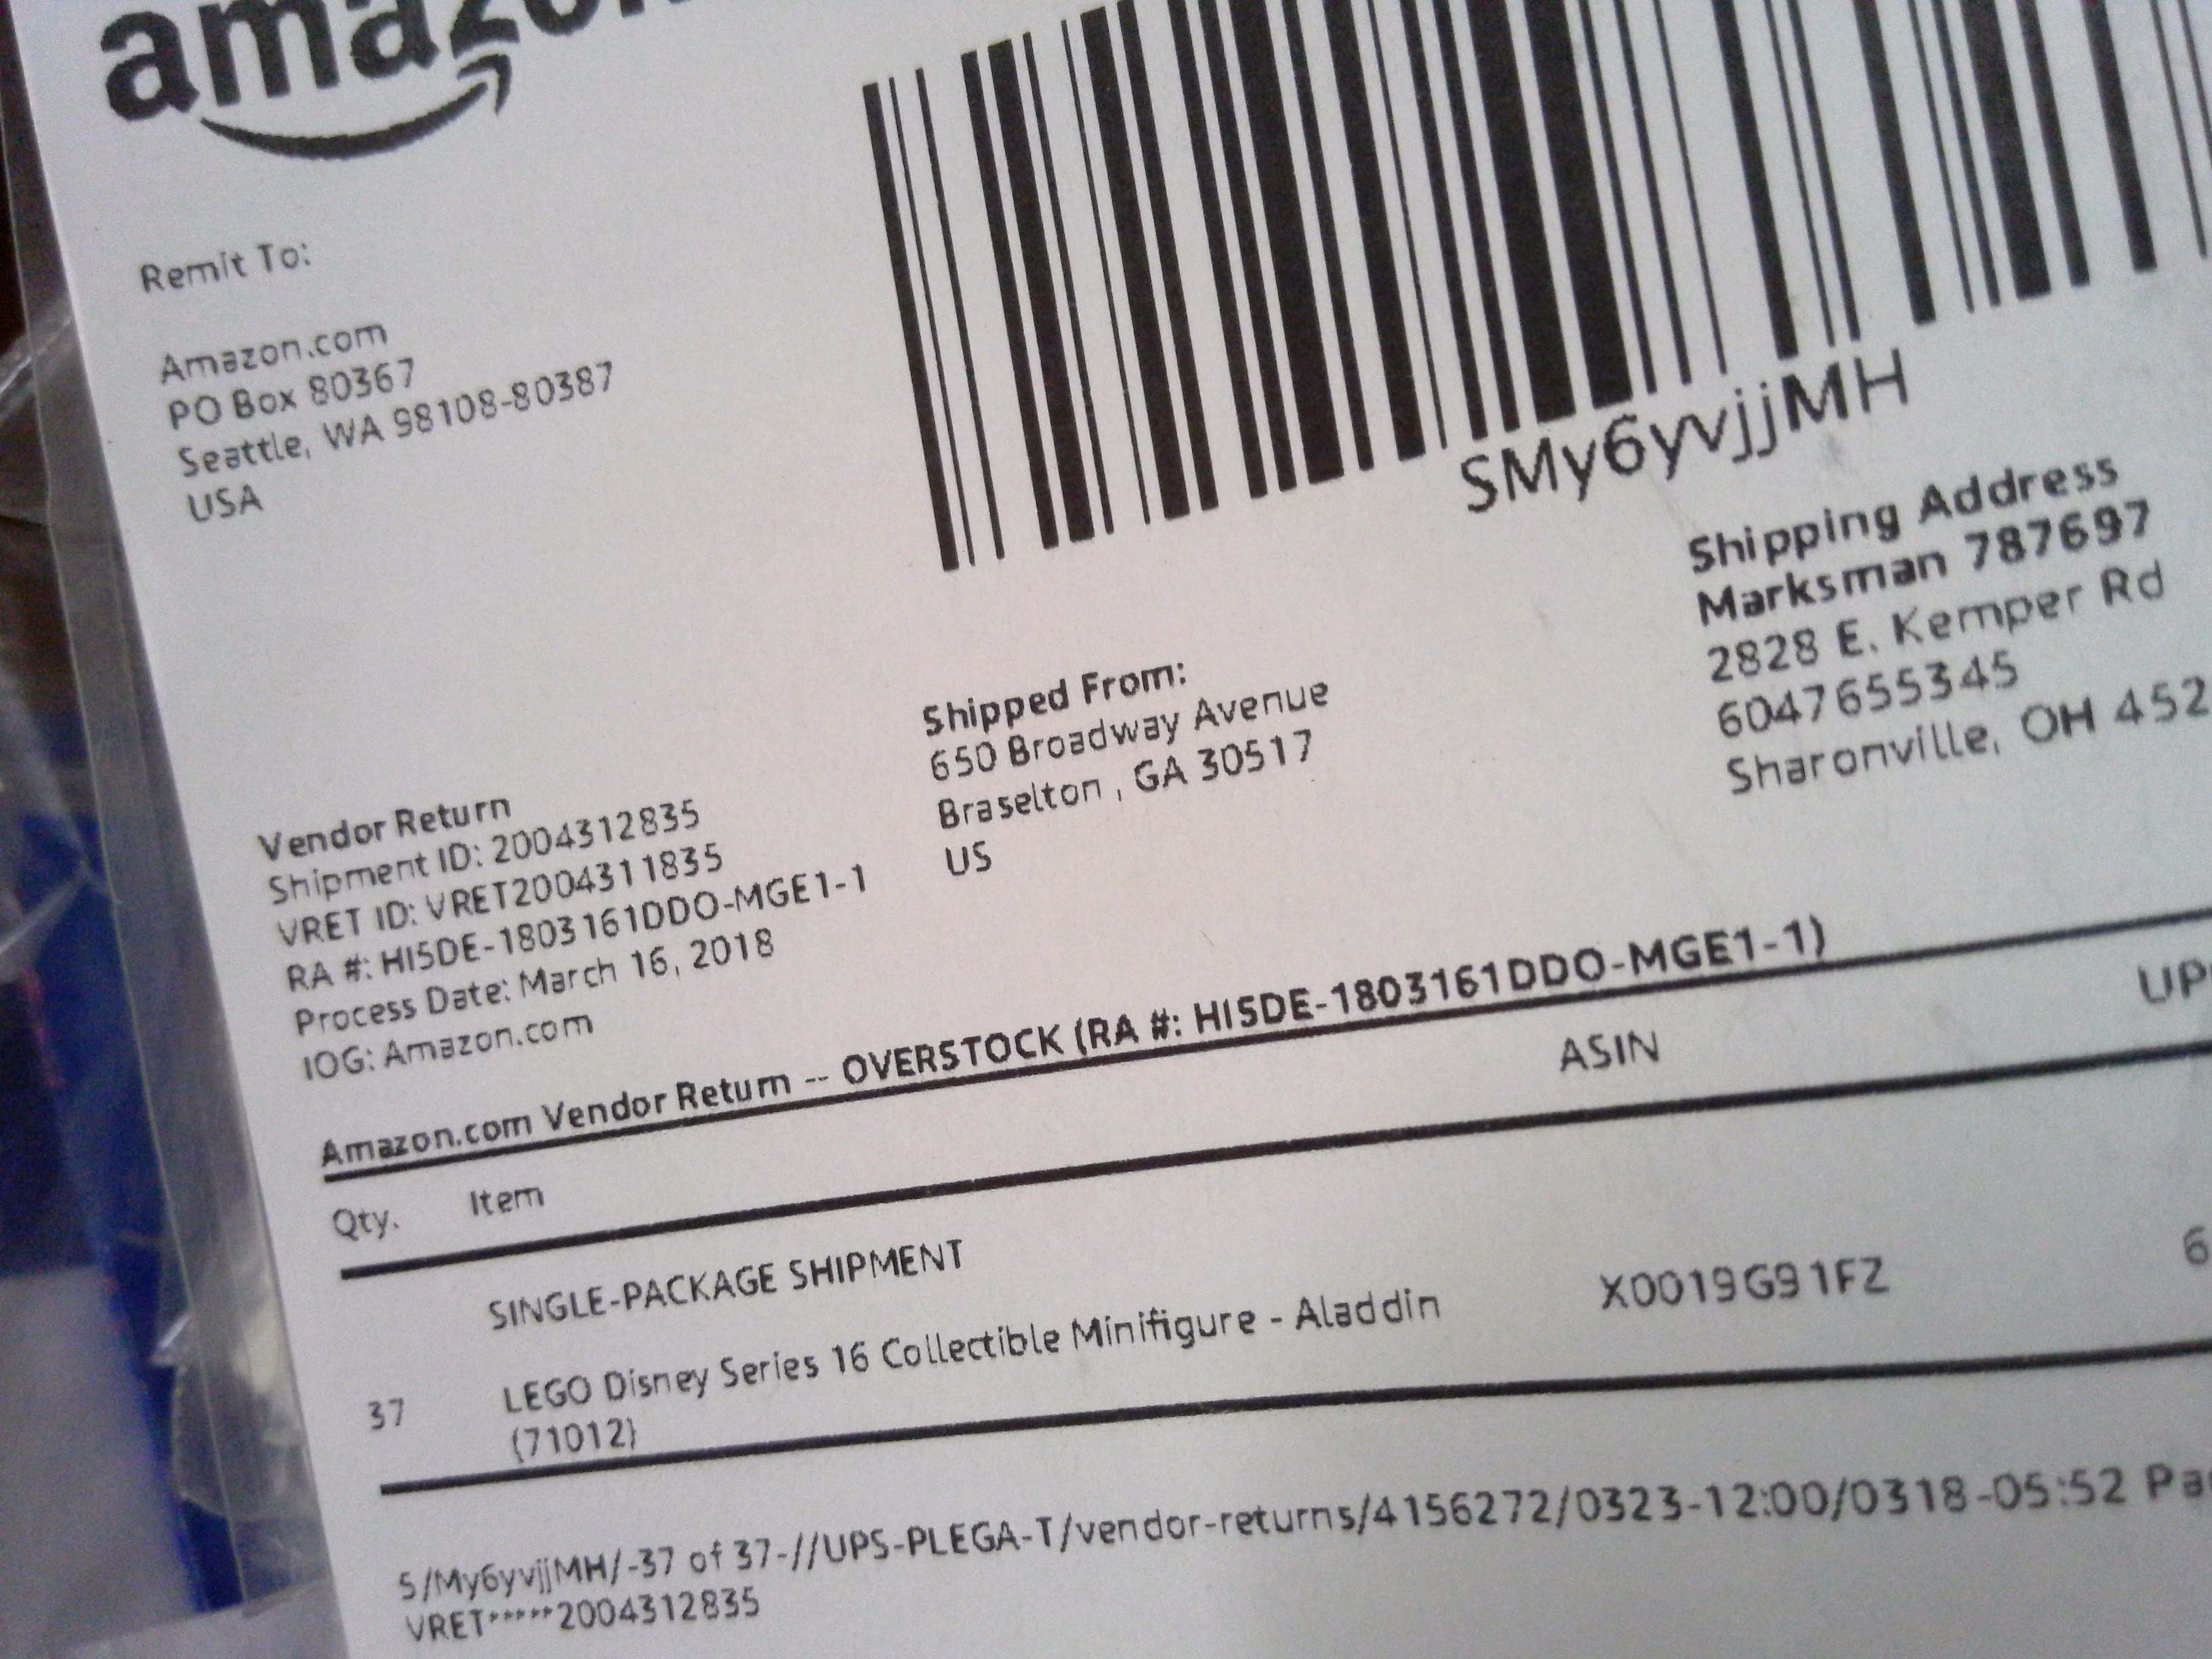 amazon
Remit To:
Amazon.com
PO Box 80367
Seattle, WA 98108-80387
USA
SMy6yvjjMH
Shipping Address
Marksman 787697
2828 E. Kemper Rd
6047655345
Sharonville, OH 452
Shipped From:
650 Broadway Avenue
Braselton , GA 30517
US
Vendor Return
Shipment ID: 2004312835
VRET ID: VRET2004311835
RA #: HI5DE-1803161DDO-MGE1-1
Process Date: March 16, 2018
IOG: Amazon.com
Amazon.com Vendor Return -- OVERSTOCK (RA #: HI5DE-1803161DDO-MGE1-1)
Qty. Item ASIN UP
SINGLE-PACKAGE SHIPMENT
37 LEGO Disney Series 16 Collectible Minifigure - Aladdin X0019G91FZ 6
(71012)
5/My6yvjjMH/-37 of 37-//UPS-PLEGA-T/vendor-returns/4156272/0323-12:00/0318-05:52 Pa
VRET*****2004312835